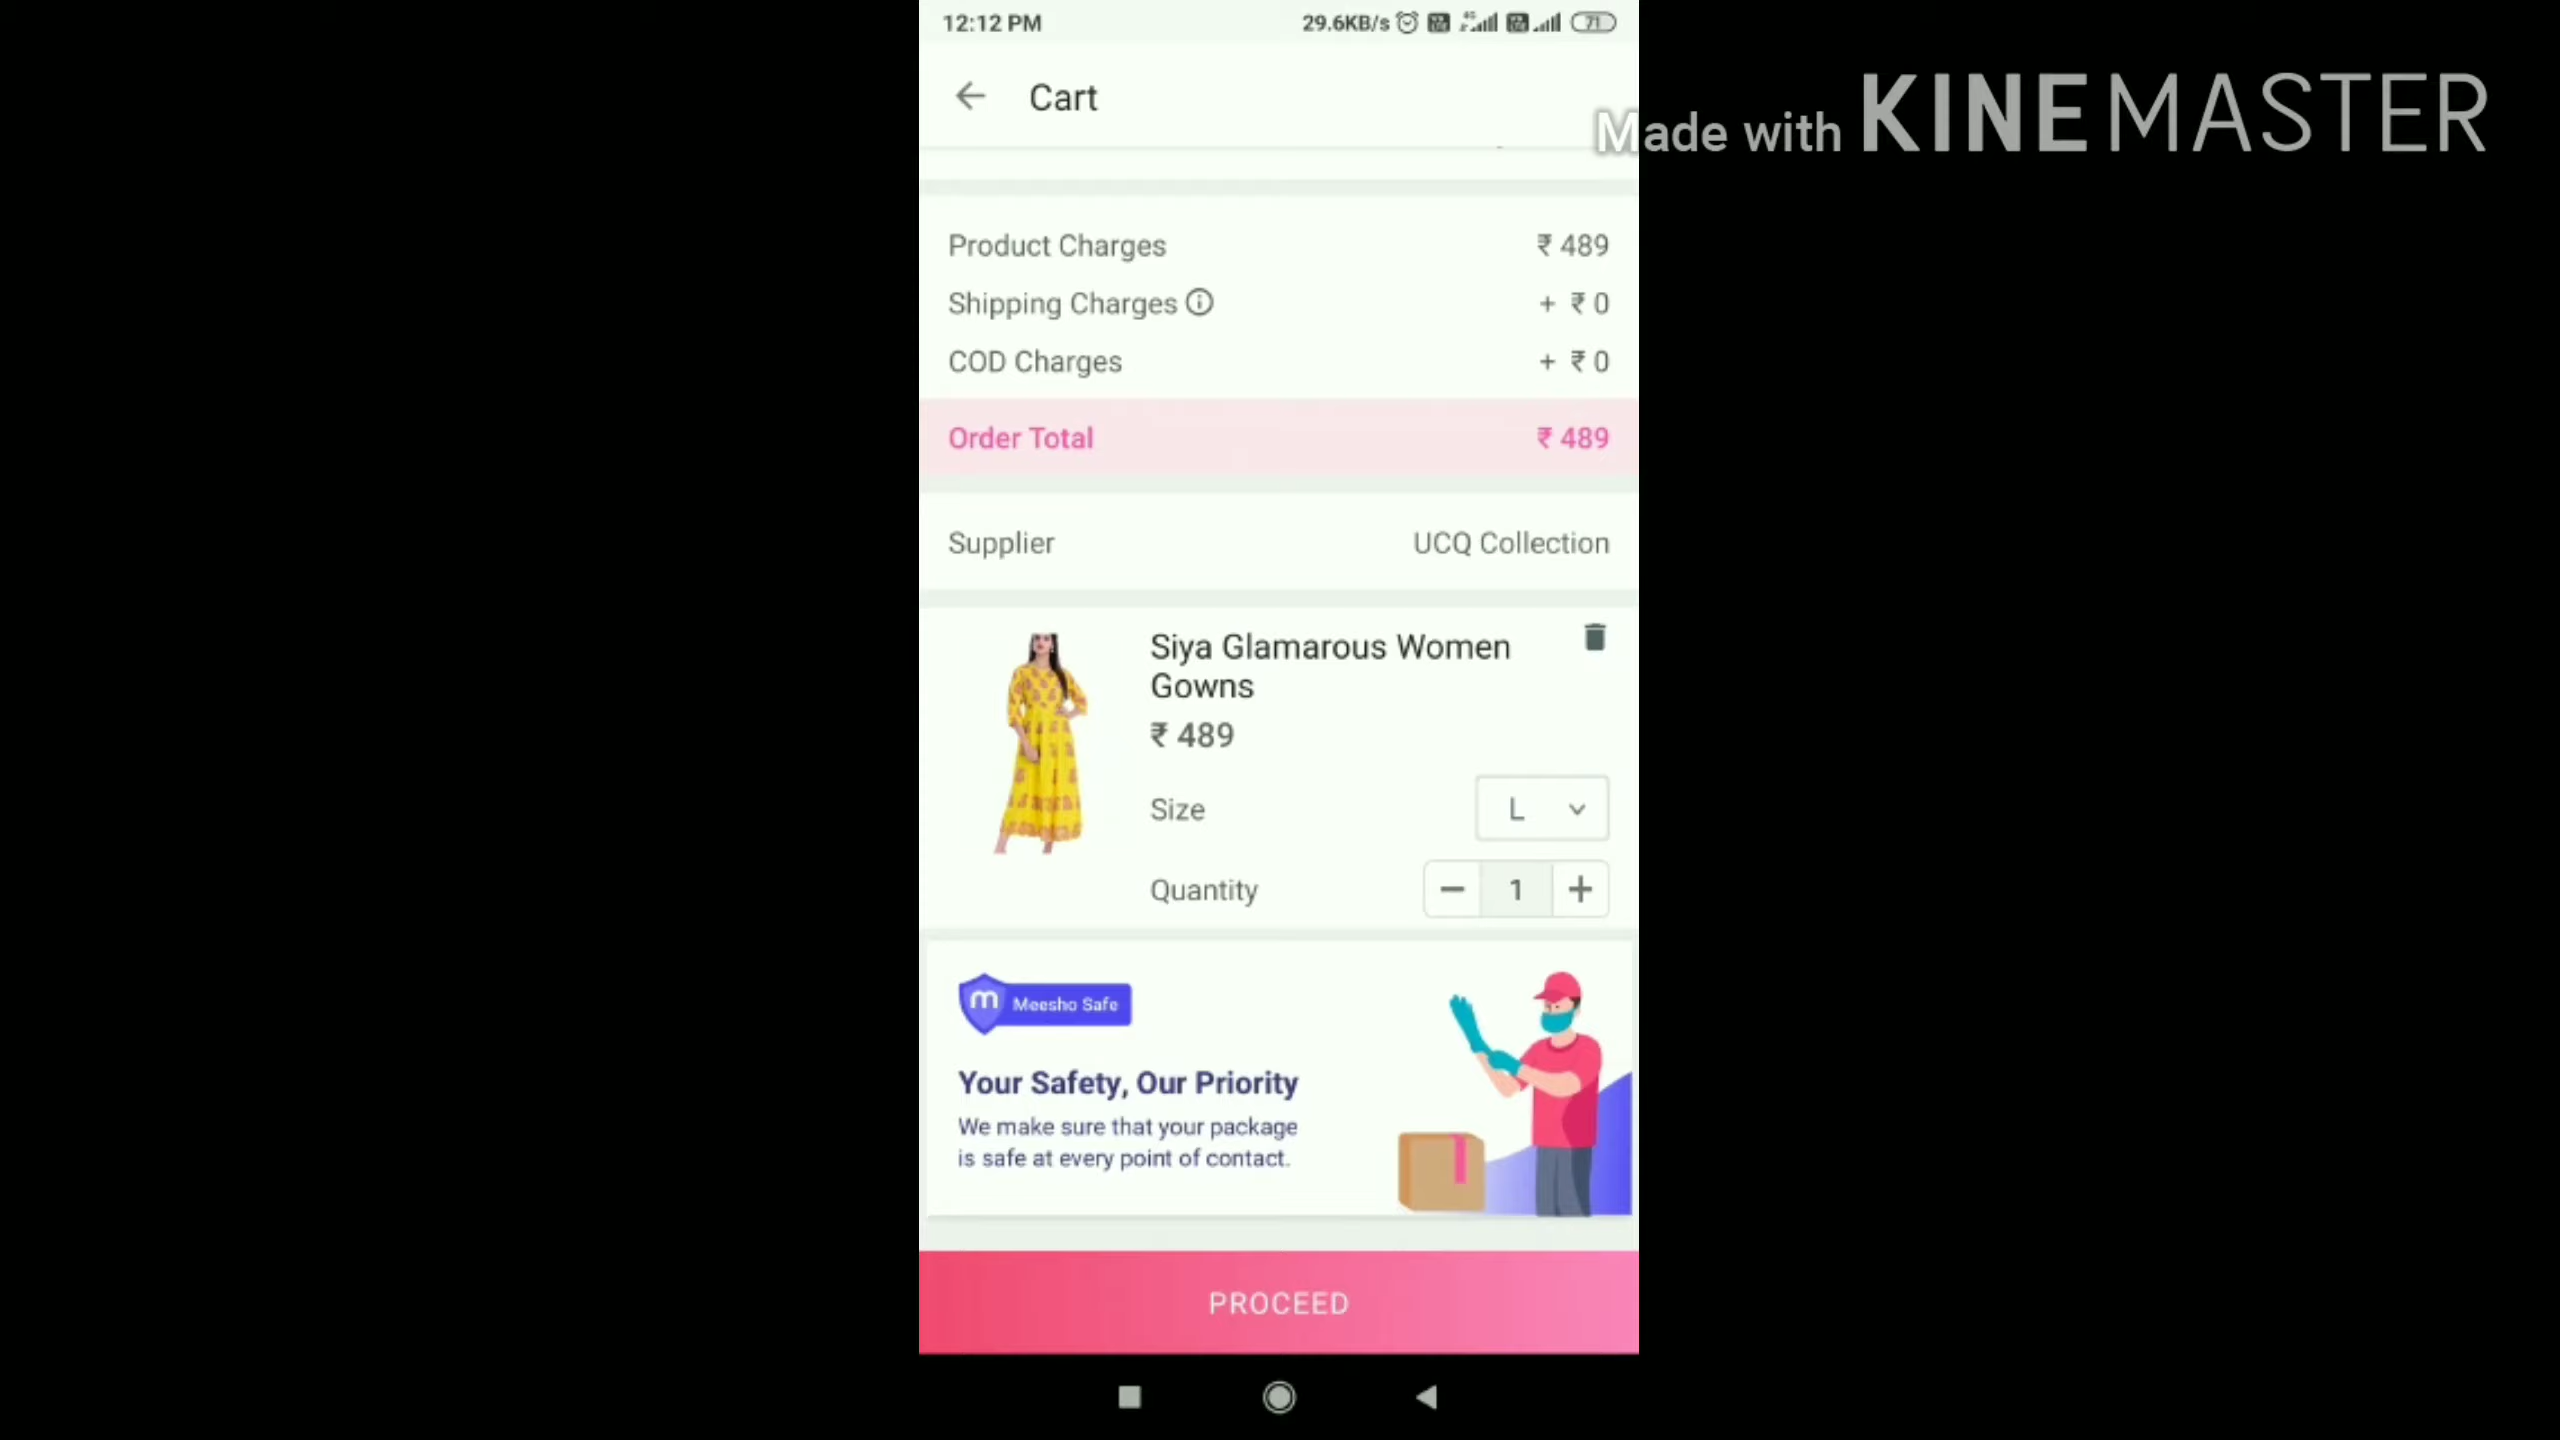 12:12 PM 29.6KB/s 71
Cart
Made with KINEMASTER
Product Charges ₹ 489
Shipping Charges + ₹ 0
COD Charges + ₹ 0
Order Total ₹ 489
Supplier UCQ Collection
Siya Glamarous Women
Gowns
₹ 489
Size L
Quantity 1
m Meesho Safe
Your Safety, Our Priority
We make sure that your package
is safe at every point of contact.
PROCEED